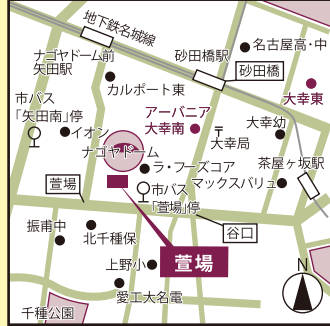 地下鉄名城線
名古屋高・中
ナゴヤドーム前
矢田駅
砂田橋駅
砂田橋
カルポート東
大幸東
市バス
「矢田南」停
アーバニア
大幸南
大幸幼
イオン
〒
大幸局
ナゴヤドーム
茶屋ヶ坂駅
ラ・フーズコア
マックスバリュ
萱場
市バス
「萱場」停
振甫中
北千種保
谷口
上野小
萱場
N
愛工大名電
千種公園